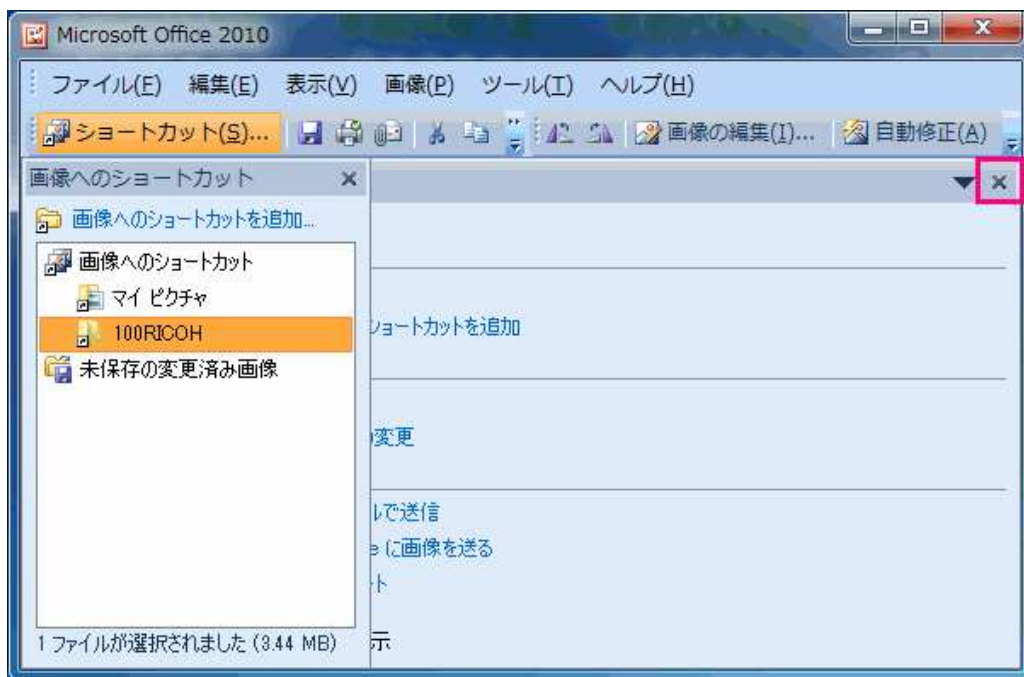 Microsoft Office 2010
ファイル(F) 編集(E) 表示(V) 画像(P) ツール(T) ヘルプ(H)
ショートカット(S)... 画像の編集(I)... 自動修正(A)
画像へのショートカット
画像へのショートカットを追加...
画像へのショートカット
マイ ピクチャ
100RICOH
未保存の変更済み画像
1 ファイルが選択されました (3.44 MB)
ショートカットを追加
変更
ルで送信
e に画像を送る
ト
示